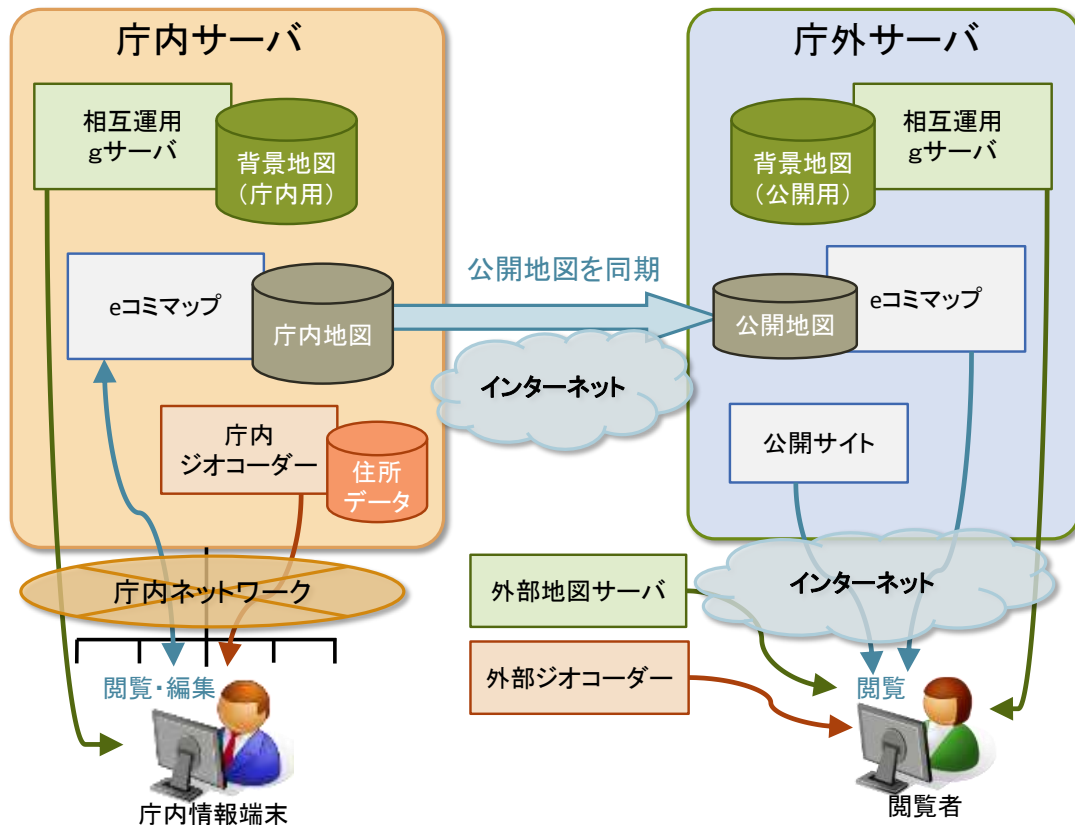 庁内サーバ
相互運用
gサーバ
背景地図
(庁内用)
eコミマップ
庁内地図
庁内
ジオコーダー
住所
データ
庁内ネットワーク
閲覧・編集
庁内情報端末
公開地図を同期
インターネット
庁外サーバ
背景地図
(公開用)
相互運用
gサーバ
公開地図
eコミマップ
公開サイト
インターネット
外部地図サーバ
外部ジオコーダー
閲覧
閲覧者